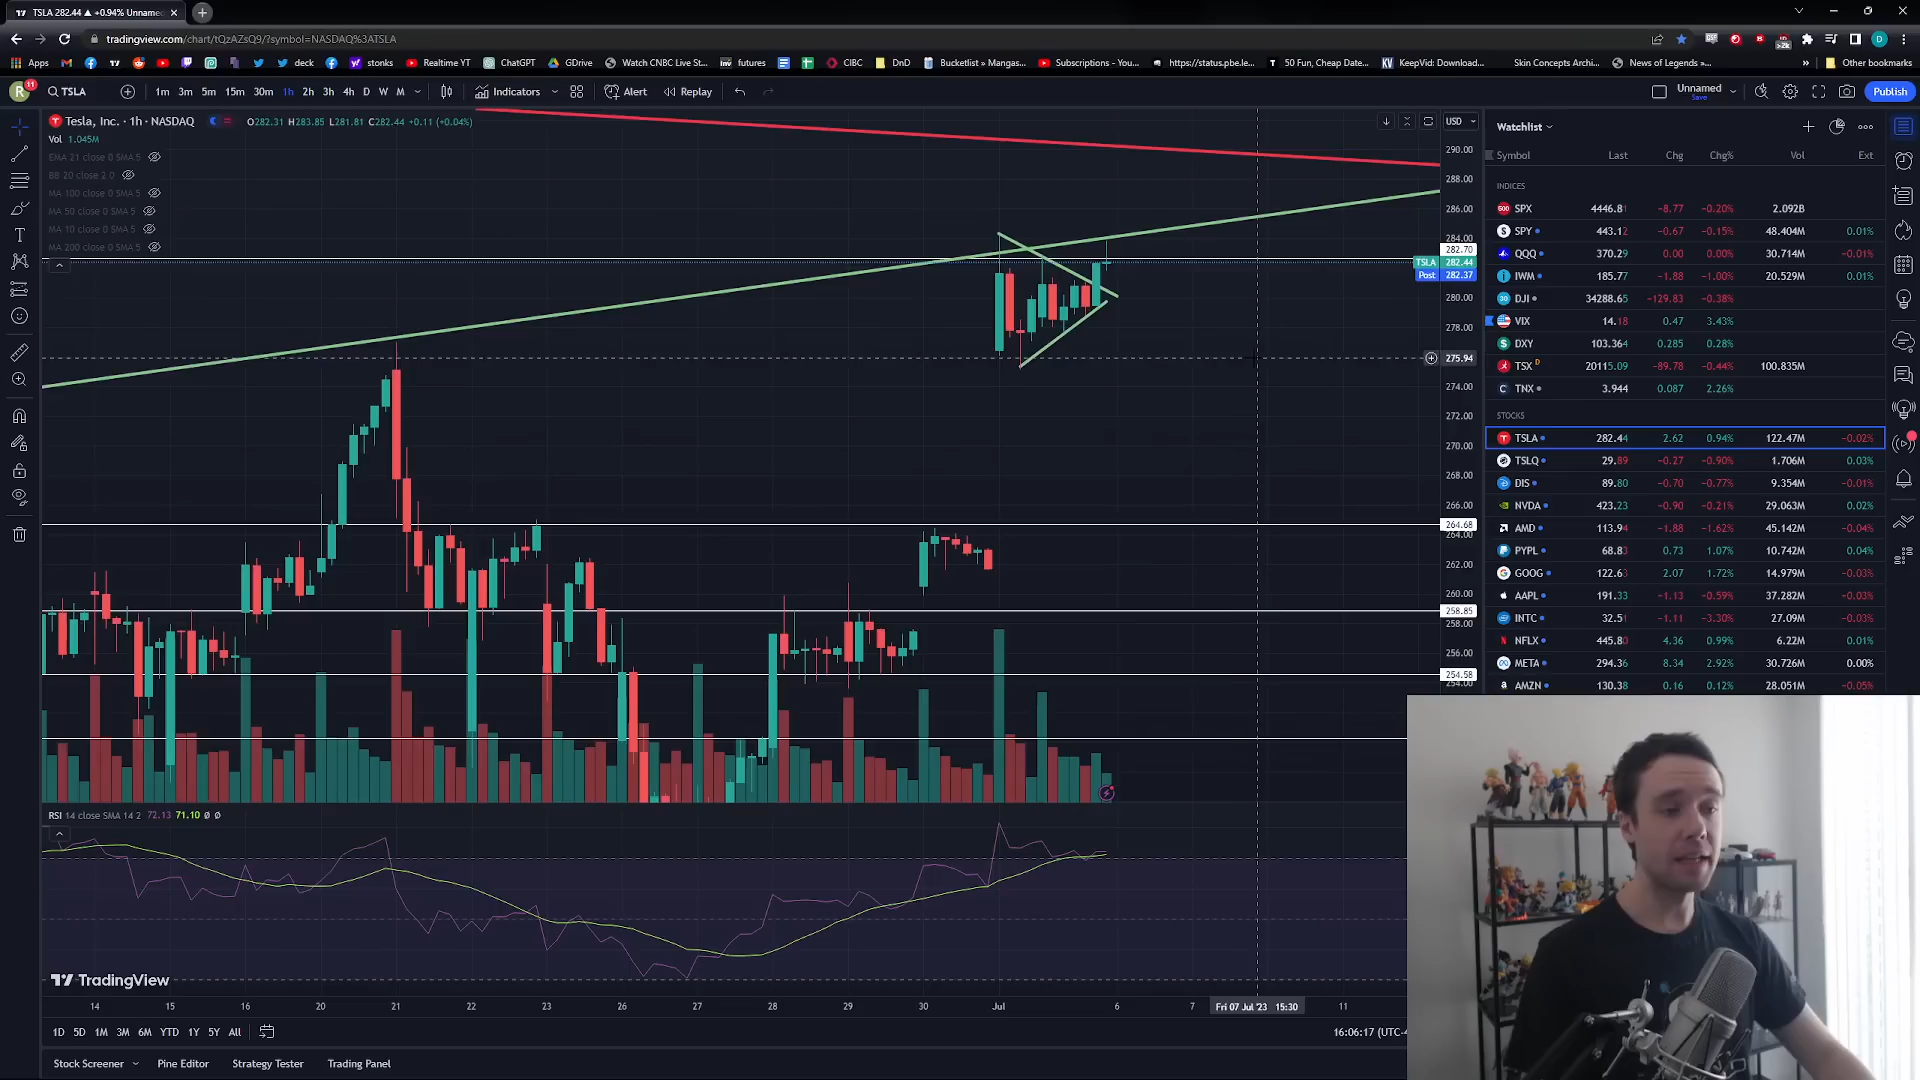 TSLA 282.44 ▲ +0.94% Unname
tradingview.com/chart/tQzAZsQ9/?symbol=NASDAQ%3ATSLA
Apps stonks Realtime YT ChatGPT GDrive Watch CNBC Live St... futures CIBC DnD Bucketlist » Mangas... Subscriptions - You... https://status.pbe.le... 50 Fun, Cheap Date... KeepVid: Download... Skin Concepts Archi... News of Legends »... » Other bookmarks
deck
R 11 TSLA 1m 3m 5m 15m 30m 1h 2h 3h 4h D W M Indicators Alert Replay Unnamed Save Publish
Tesla, Inc. · 1h · NASDAQ O282.31 H283.85 L281.81 C282.44 +0.11 (+0.04%)
Vol 1.045M
EMA 21 close 0 SMA 5
BB 20 close 2 0
MA 100 close 0 SMA 5
MA 50 close 0 SMA 5
MA 10 close 0 SMA 5
MA 200 close 0 SMA 5
USD
290.00
288.00
286.00
284.00
282.70
TSLA 282.44
Post 282.37
280.00
278.00
275.94
274.00
272.00
270.00
268.00
266.00
264.68
264.00
262.00
260.00
258.85
258.00
256.00
254.58
254.00
RSI 14 close SMA 14 2 72.13 71.10 ø ø
TradingView
14 15 16 20 21 22 23 26 27 28 29 30 Jul 6 7 Fri 07 Jul '23 15:30 11
1D 5D 1M 3M 6M YTD 1Y 5Y All 16:06:17 (UTC-4
Stock Screener Pine Editor Strategy Tester Trading Panel
Watchlist
Symbol Last Chg Chg% Vol Ext
INDICES
SPX 4446.81 −8.77 −0.20% 2.092B
SPY 443.12 −0.67 −0.15% 48.404M 0.01%
QQQ 370.29 0.00 0.00% 30.714M −0.01%
IWM 185.77 −1.88 −1.00% 20.529M 0.01%
DJI 34288.65 −129.83 −0.38%
VIX 14.18 0.47 3.43%
DXY 103.364 0.285 0.28%
TSX D 20115.09 −89.78 −0.44% 100.835M
TNX 3.944 0.087 2.26%
STOCKS
TSLA 282.44 2.62 0.94% 122.47M −0.02%
TSLQ 29.89 −0.27 −0.90% 1.706M 0.03%
DIS 89.80 −0.70 −0.77% 9.354M −0.01%
NVDA 423.23 −0.90 −0.21% 29.063M 0.02%
AMD 113.94 −1.88 −1.62% 45.142M −0.04%
PYPL 68.83 0.73 1.07% 10.742M 0.04%
GOOG 122.63 2.07 1.72% 14.979M −0.03%
AAPL 191.33 −1.13 −0.59% 37.282M −0.03%
INTC 32.51 −1.11 −3.30% 27.09M −0.03%
NFLX 445.80 4.36 0.99% 6.22M 0.01%
META 294.36 8.34 2.92% 30.726M 0.00%
AMZN 130.38 0.16 0.12% 28.051M −0.05%